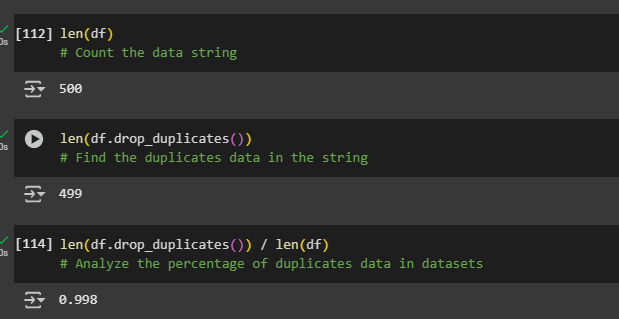 [112] len(df)
# Count the data string
500
len(df.drop_duplicates())
# Find the duplicates data in the string
499
[114] len(df.drop_duplicates()) / len(df)
# Analyze the percentage of duplicates data in datasets
0.998